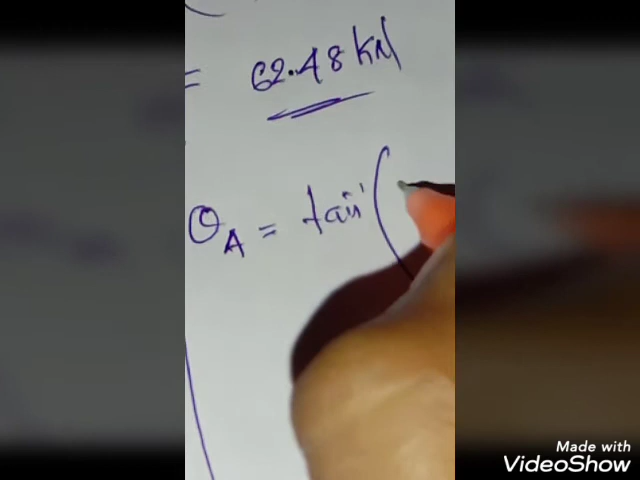 = 62.48 KN
θA = tan⁻¹(
Made with
VideoShow